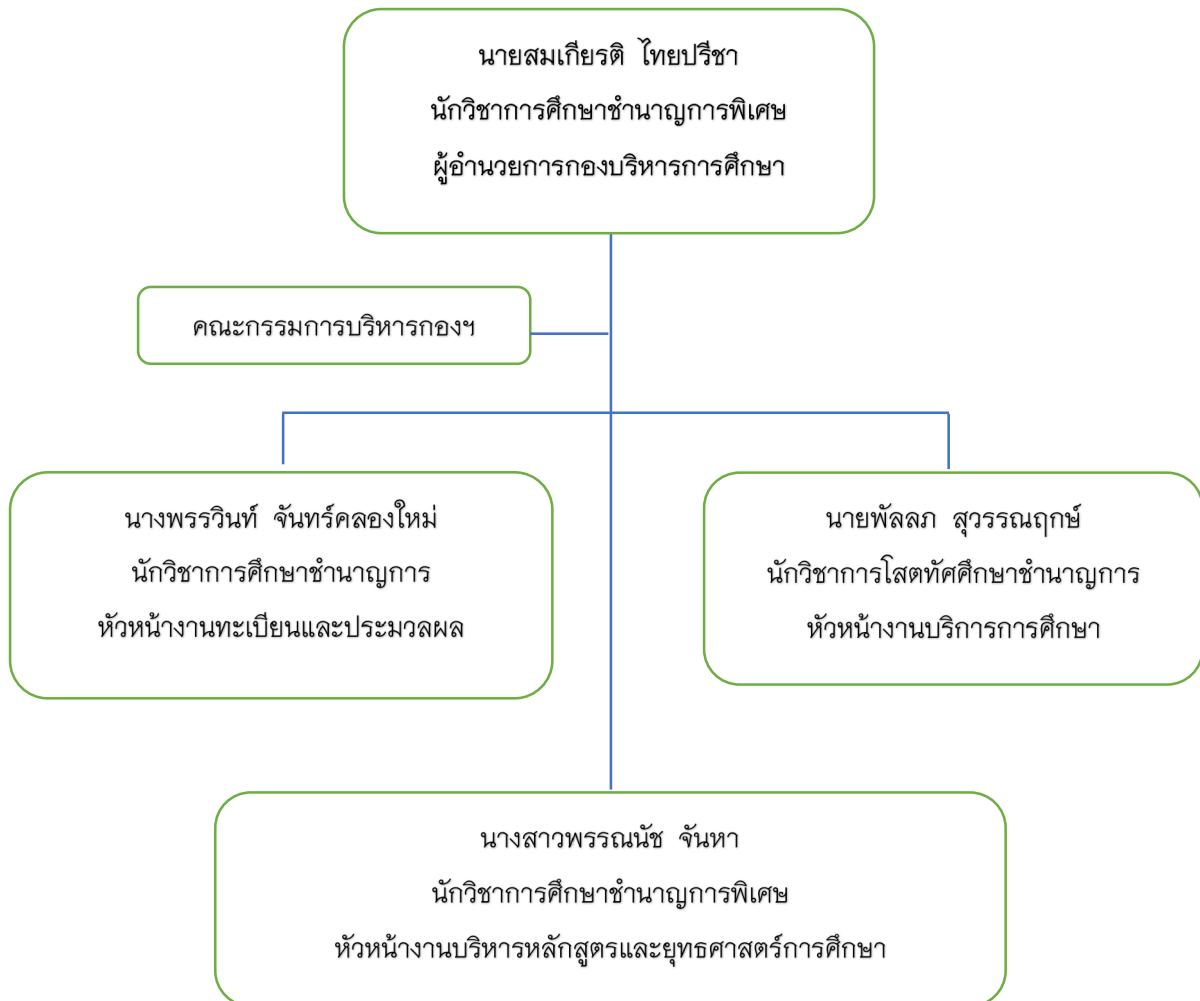 นายสมเกียรติ ไทยปรีชา
นักวิชาการศึกษาชำนาญการพิเศษ
ผู้อำนวยการกองบริหารการศึกษา
คณะกรรมการบริหารกองฯ
นางพรรวินท์ จันทร์คลองใหม่
นักวิชาการศึกษาชำนาญการ
หัวหน้างานทะเบียนและประมวลผล
นายพัลลภ สุวรรณฤกษ์
นักวิชาการโสตทัศศึกษาชำนาญการ
หัวหน้างานบริการการศึกษา
นางสาวพรรณนัช จันหา
นักวิชาการศึกษาชำนาญการพิเศษ
หัวหน้างานบริหารหลักสูตรและยุทธศาสตร์การศึกษา